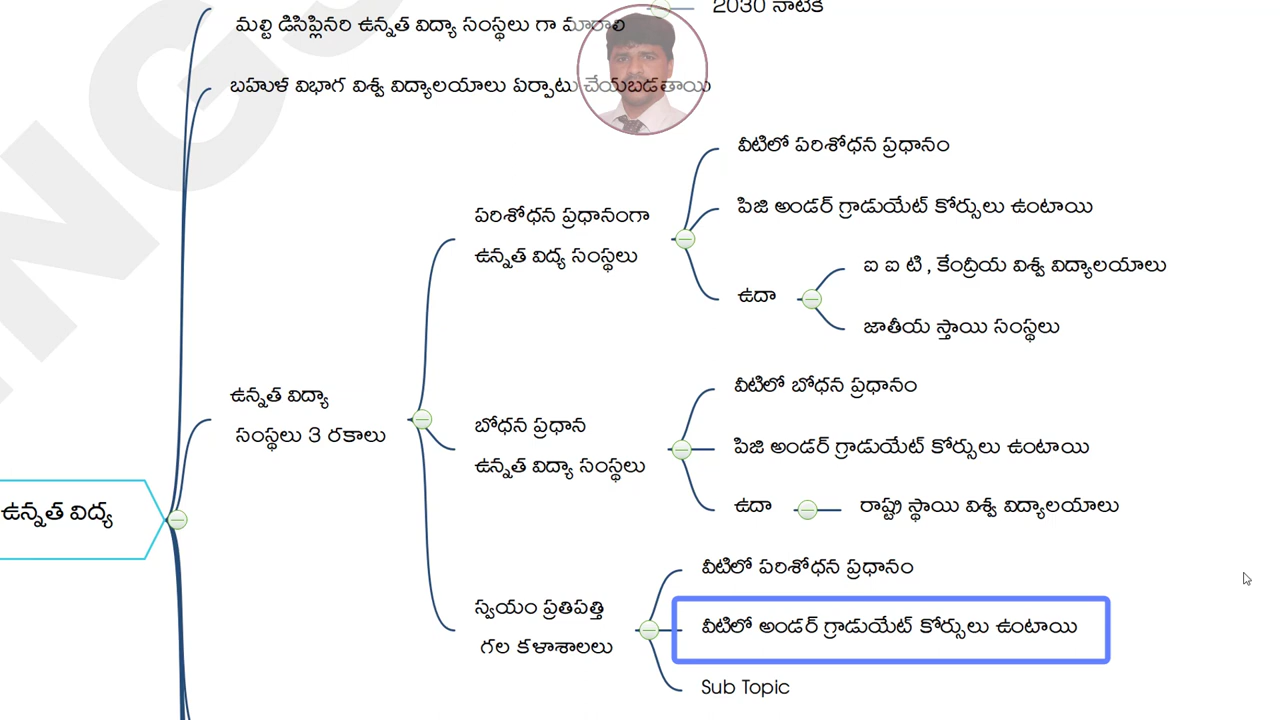 2030 నాటికి
మల్టి డిసిప్లినరి ఉన్నత విద్యా సంస్థలు గా మారాలి
బహుళ విభాగ విశ్వ విద్యాలయాలు ఏర్పాటు చేయబడతాయి
వీటిలో పరిశోధన ప్రధానం
పరిశోధన ప్రధానంగా
ఉన్నత విద్య సంస్థలు
పిజి అండర్ గ్రాడుయేట్ కోర్సులు ఉంటాయి
ఐ ఐ టి , కేంద్రీయ విశ్వ విద్యాలయాలు
ఉదా
జాతీయ స్తాయి సంస్థలు
ఉన్నత విద్యా
సంస్థలు 3 రకాలు
వీటిలో బోధన ప్రధానం
బోధన ప్రధాన
ఉన్నత విద్యా సంస్థలు
పిజి అండర్ గ్రాడుయేట్ కోర్సులు ఉంటాయి
ఉదా
రాష్ట్ర స్థాయి విశ్వ విద్యాలయాలు
ఉన్నత విద్య
వీటిలో పరిశోధన ప్రధానం
స్వయం ప్రతిపత్తి
గల కళాశాలలు
వీటిలో అండర్ గ్రాడుయేట్ కోర్సులు ఉంటాయి
Sub Topic